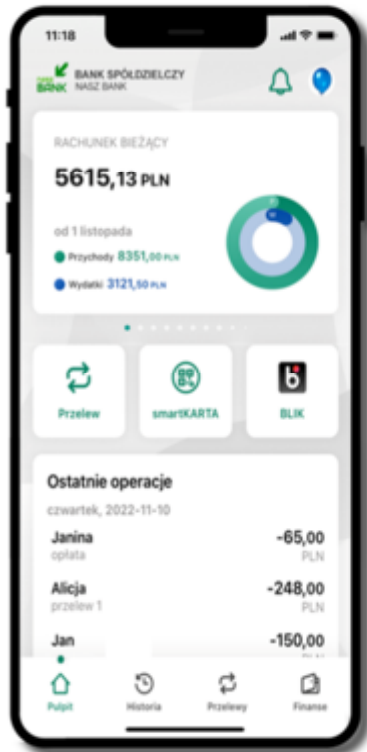 11:18
nasz
BANK
BANK SPÓŁDZIELCZY
NASZ BANK
RACHUNEK BIEŻĄCY
5615,13 PLN
od 1 listopada
Przychody 8351,00 PLN
Wydatki 3121,50 PLN
Przelew
smartKARTA
BLIK
Ostatnie operacje
czwartek, 2022-11-10
Janina -65,00
opłata PLN
Alicja -248,00
przelew 1 PLN
Jan -150,00
Pulpit
Historia
Przelewy
Finanse